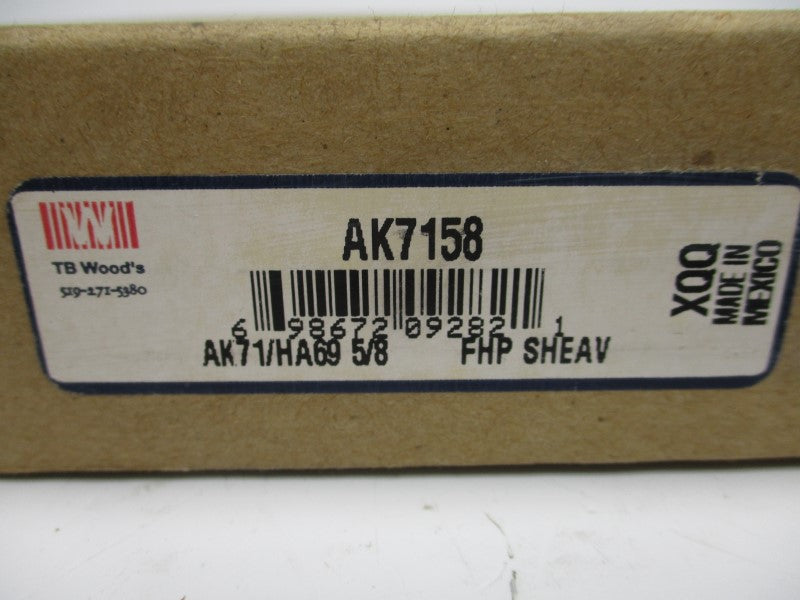 TB Wood's
519-271-5380
AK7158
6 98672 09282 1
AK71/HA69 5/8 FHP SHEAV
XQQ
MADE IN
MEXICO